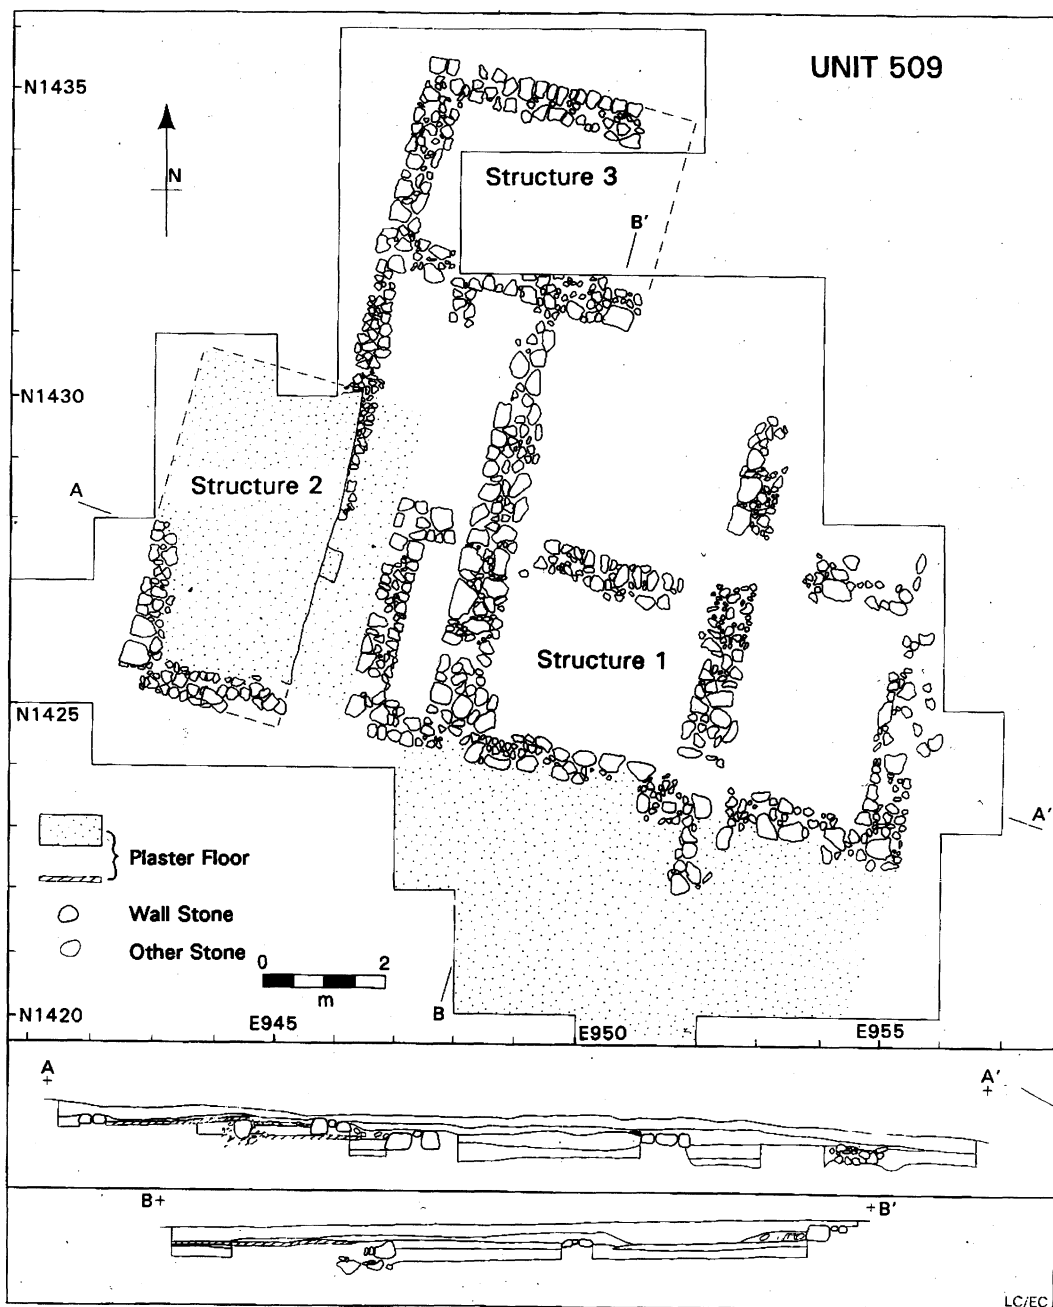 UNIT 509
N1435
N
Structure 3
B'
N1430
A
Structure 2
Structure 1
N1425
A'
Plaster Floor
Wall Stone
Other Stone
0 2
m
B
N1420
E945
E950
E955
A
A'
B
B'
LC/EC